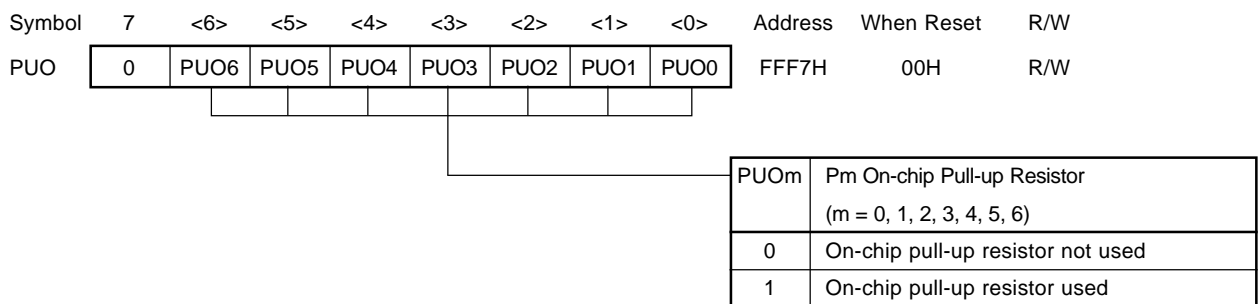 Symbol 7 <6> <5> <4> <3> <2> <1> <0> Address When Reset R/W
PUO 0 PUO6 PUO5 PUO4 PUO3 PUO2 PUO1 PUO0 FFF7H 00H R/W
PUOm Pm On-chip Pull-up Resistor
(m = 0, 1, 2, 3, 4, 5, 6)
0 On-chip pull-up resistor not used
1 On-chip pull-up resistor used